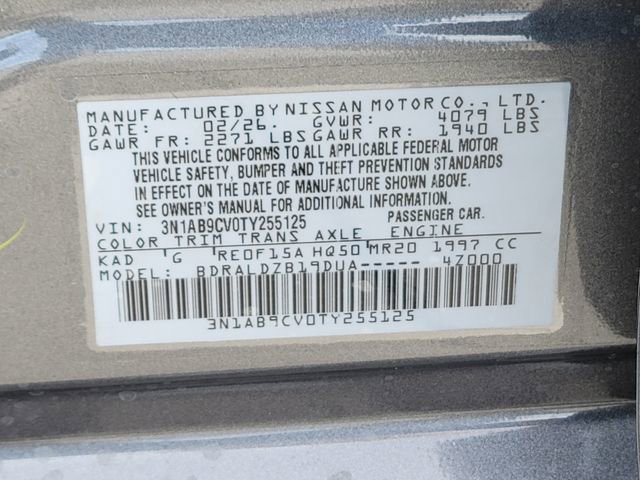 MANUFACTURED BY NISSAN MOTOR CO., LTD.
DATE: 02/26. GVWR: 4079 LBS
GAWR FR: 2271 LBS GAWR RR: 1940 LBS
THIS VEHICLE CONFORMS TO ALL APPLICABLE FEDERAL MOTOR
VEHICLE SAFETY, BUMPER AND THEFT PREVENTION STANDARDS
IN EFFECT ON THE DATE OF MANUFACTURE SHOWN ABOVE.
SEE OWNER'S MANUAL FOR ADDITIONAL INFORMATION.
VIN: 3N1AB9CV0TY255125 PASSENGER CAR.
COLOR TRIM TRANS AXLE ENGINE
KAD 'G 'RE0F15A HQ50'MR20 1997 CC
BDRALDZB19DUA----- 47000
3N1AB9CV0TY255125